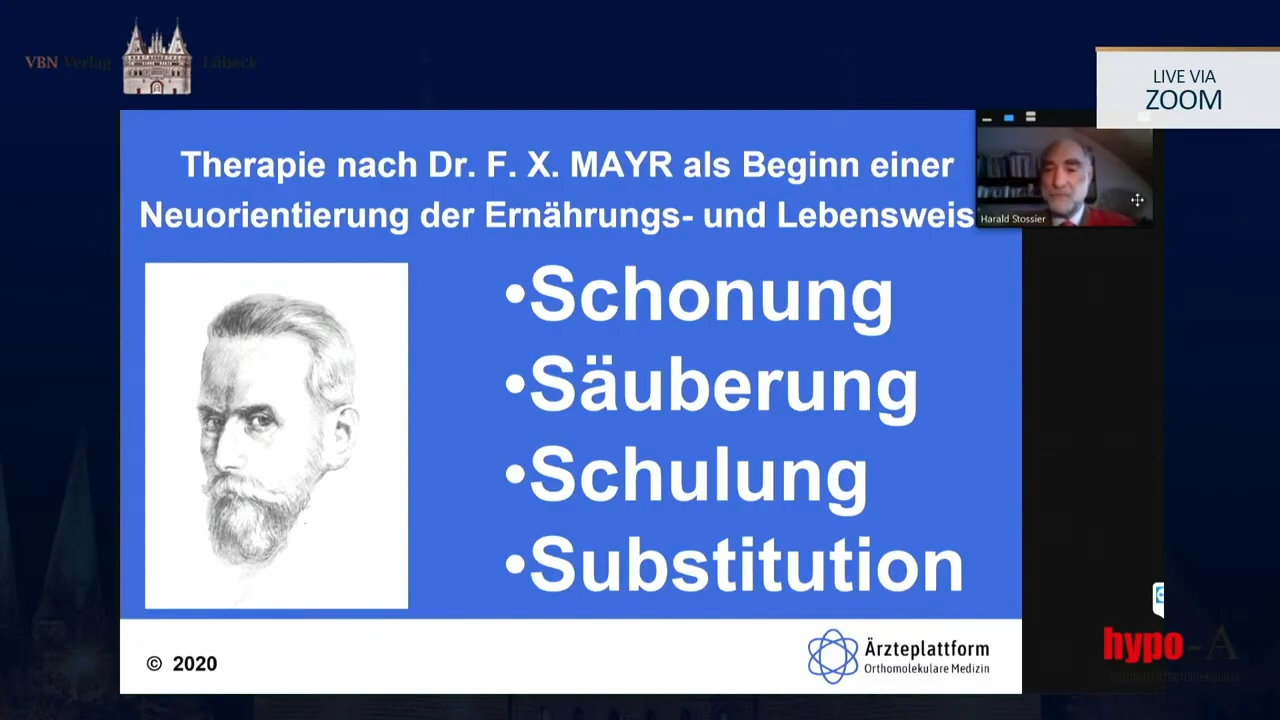 VBN Verlag Lübeck
LIVE VIA
ZOOM
Therapie nach Dr. F. X. MAYR als Beginn einer
Neuorientierung der Ernährungs- und Lebensweis
Harald Stossier
•Schonung
•Säuberung
•Schulung
•Substitution
© 2020
Ärzteplattform
Orthomolekulare Medizin
hypo-A